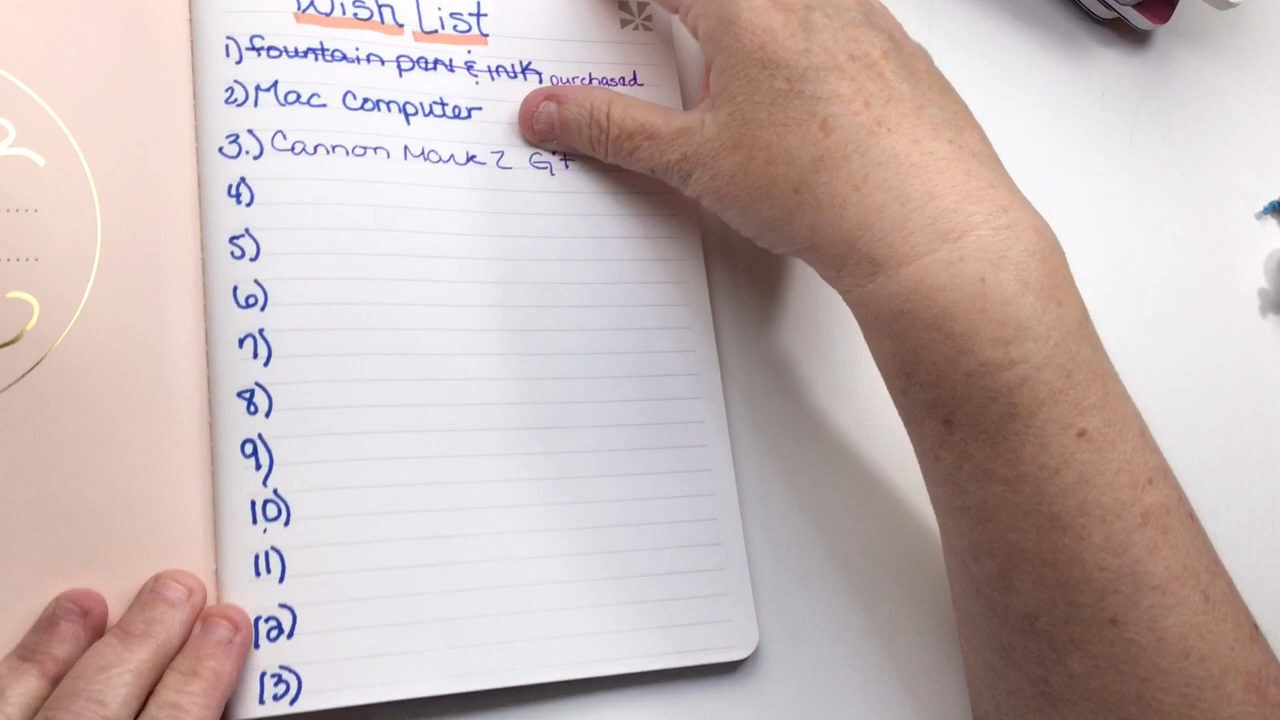 Wish List
1) fountain pen & ink purchased
2) Mac Computer
3.) Cannon Mark 2 G7
4)
5)
6)
7)
8)
9)
10)
11)
12)
13)